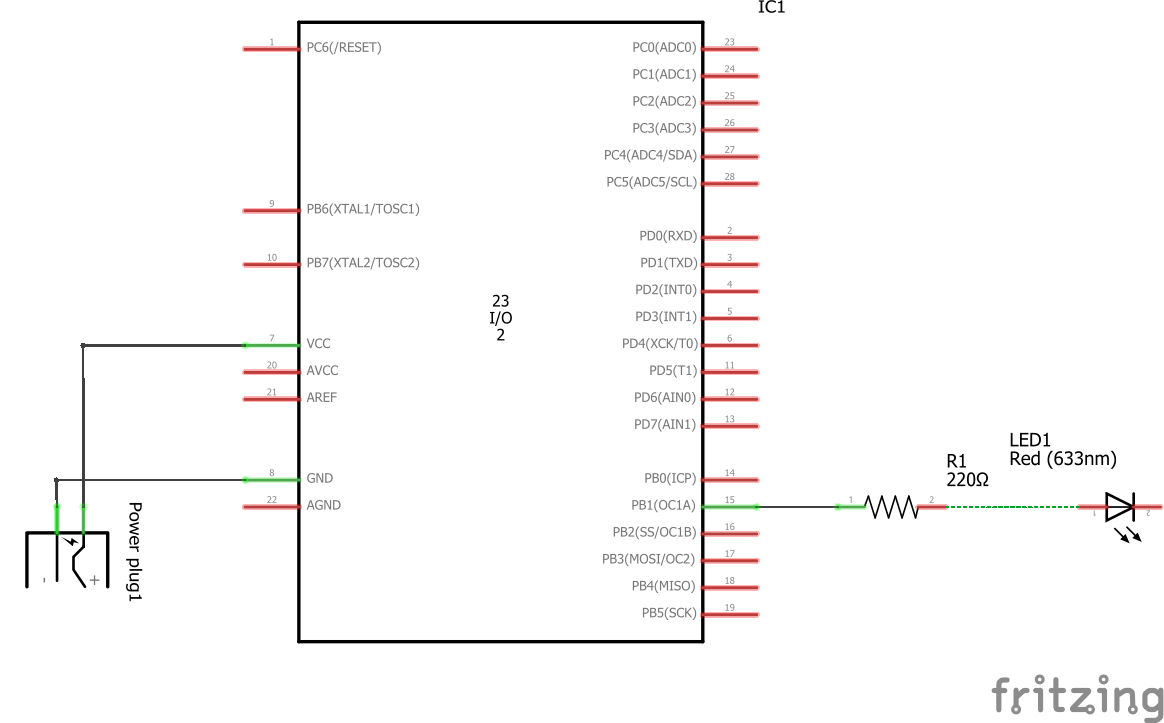 IC1
1
PC6(/RESET)
PC0(ADC0)
23
PC1(ADC1)
24
PC2(ADC2)
25
PC3(ADC3)
26
PC4(ADC4/SDA)
27
PC5(ADC5/SCL)
28
9
PB6(XTAL1/TOSC1)
PD0(RXD)
2
10
PB7(XTAL2/TOSC2)
PD1(TXD)
3
PD2(INT0)
4
23
I/O
2
PD3(INT1)
5
7
VCC
PD4(XCK/T0)
6
20
AVCC
PD5(T1)
11
21
AREF
PD6(AIN0)
12
PD7(AIN1)
13
8
GND
PB0(ICP)
14
22
AGND
PB1(OC1A)
15
PB2(SS/OC1B)
16
PB3(MOSI/OC2)
17
PB4(MISO)
18
PB5(SCK)
19
Power plug1
-
+
R1
220Ω
1
2
LED1
Red (633nm)
1
2
fritzing